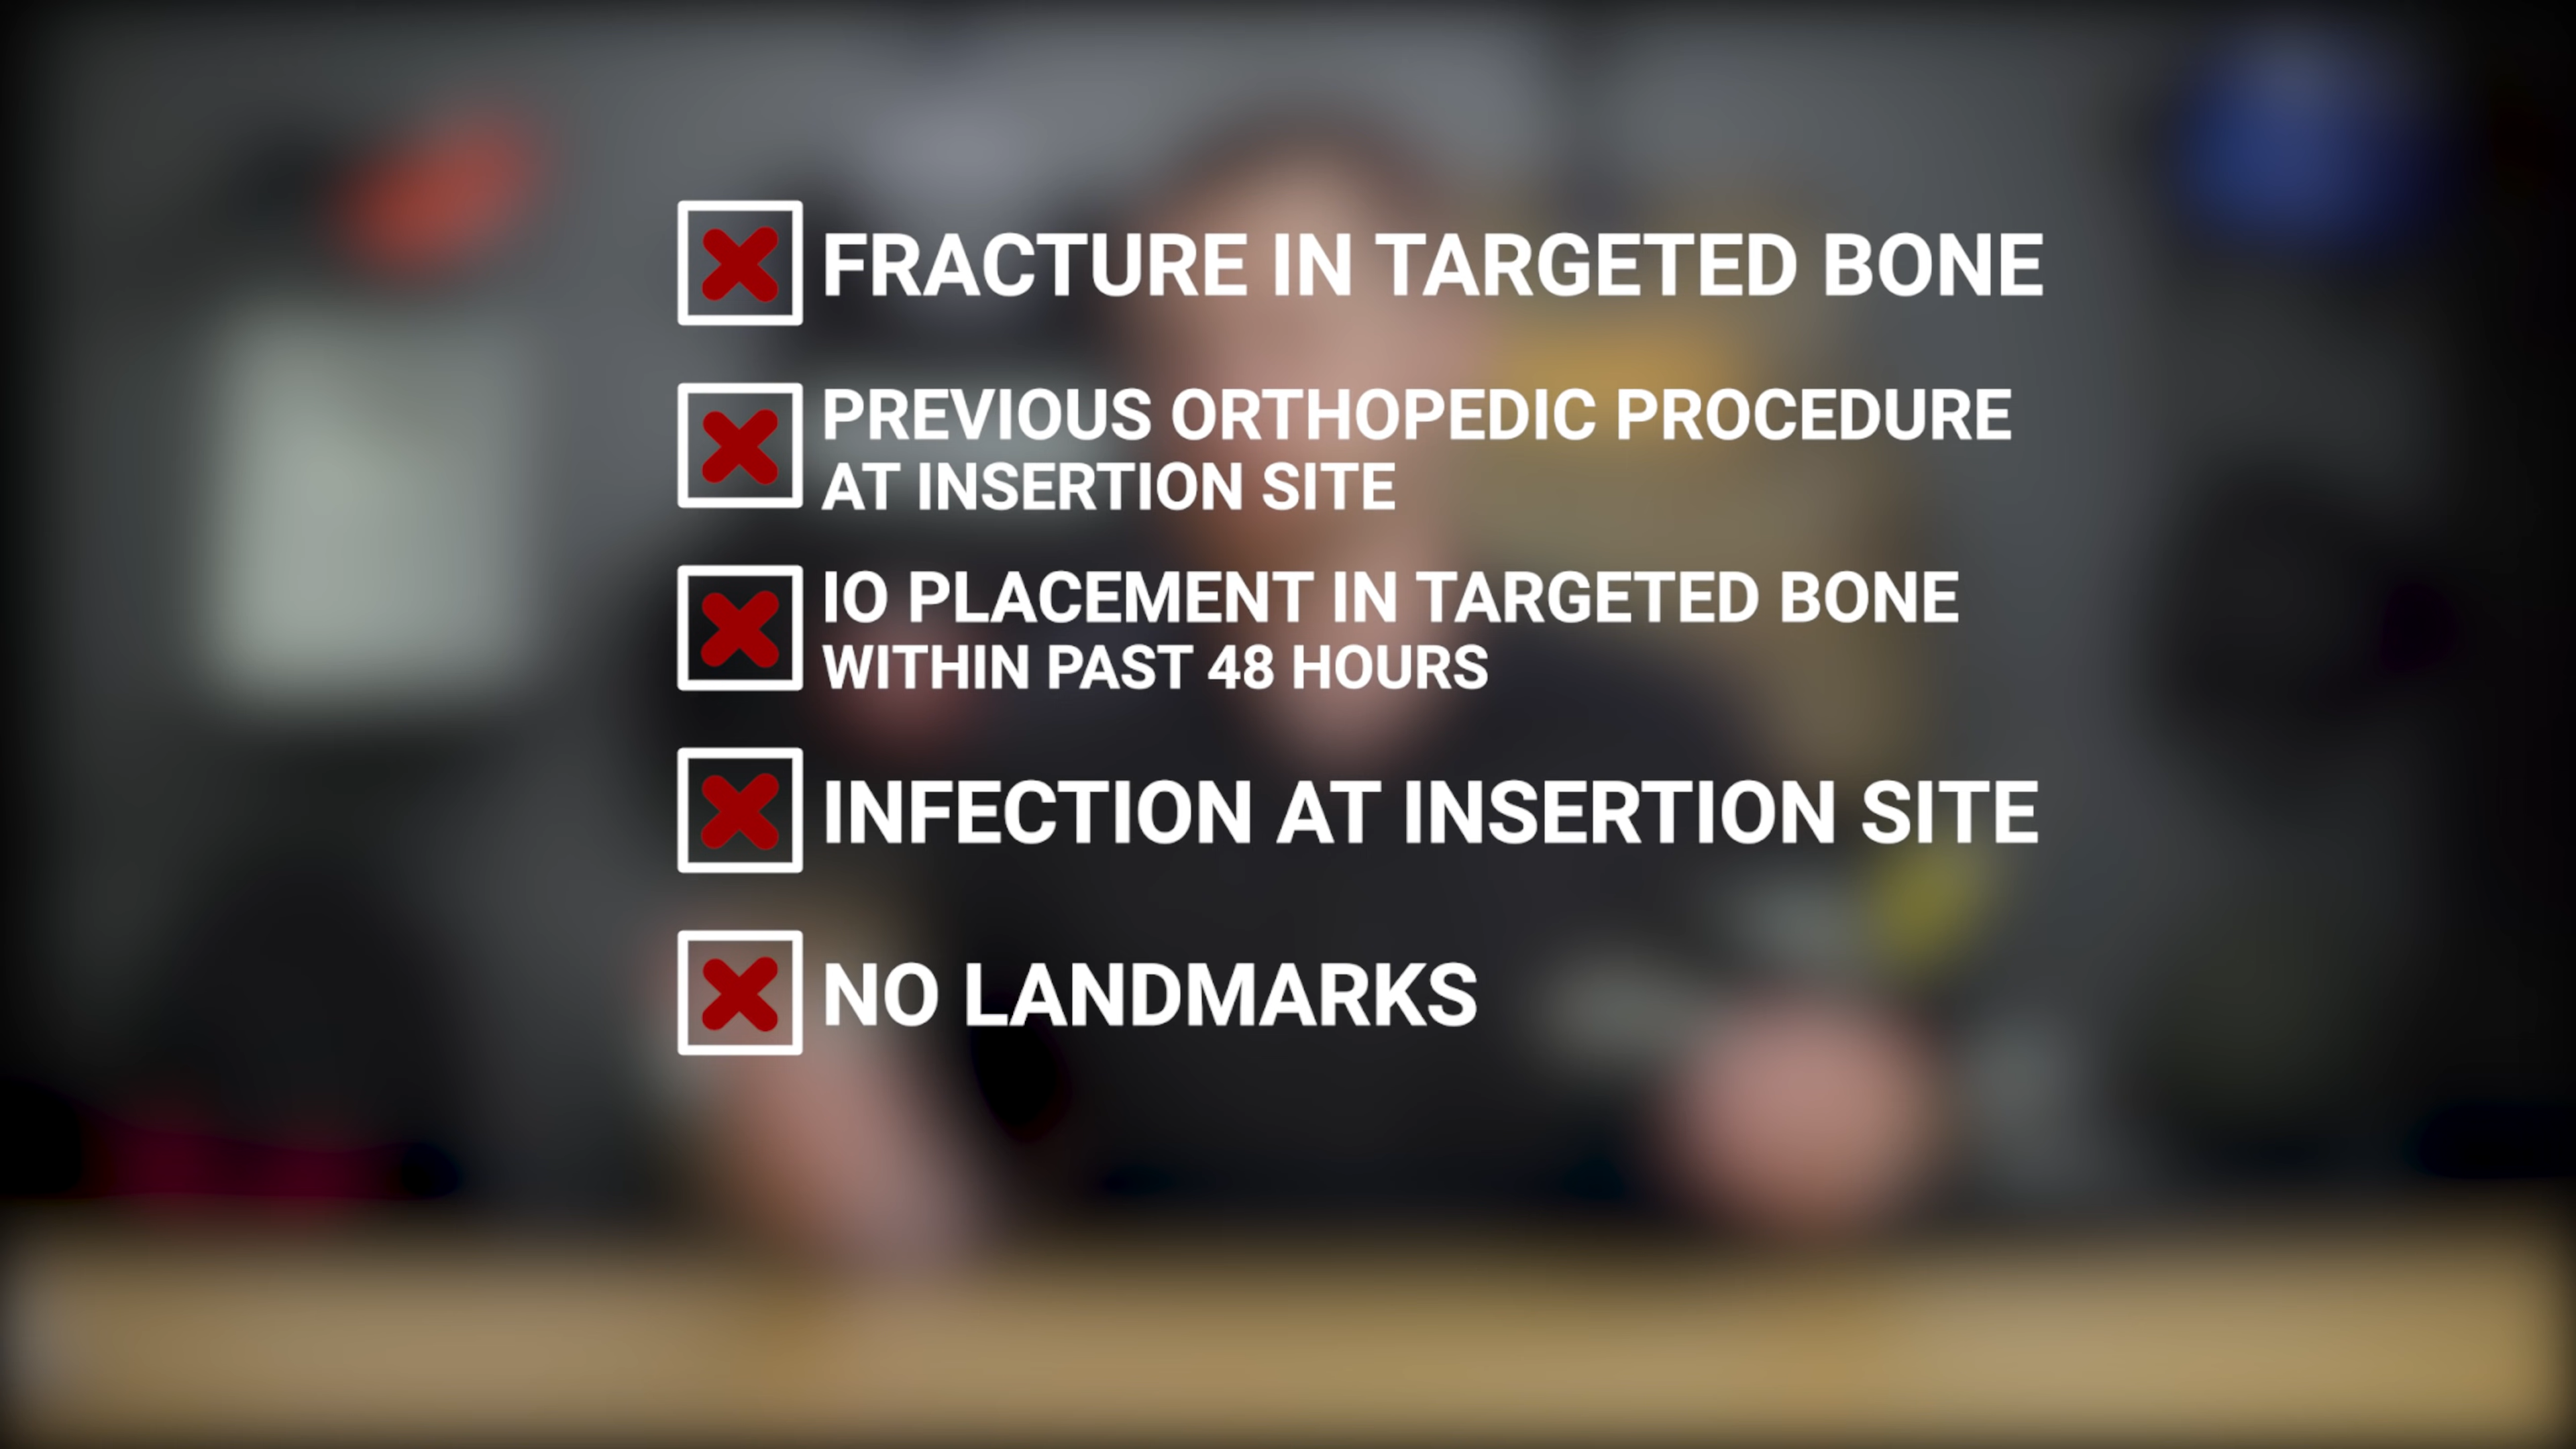 FRACTURE IN TARGETED BONE
PREVIOUS ORTHOPEDIC PROCEDURE
AT INSERTION SITE
IO PLACEMENT IN TARGETED BONE
WITHIN PAST 48 HOURS
INFECTION AT INSERTION SITE
NO LANDMARKS